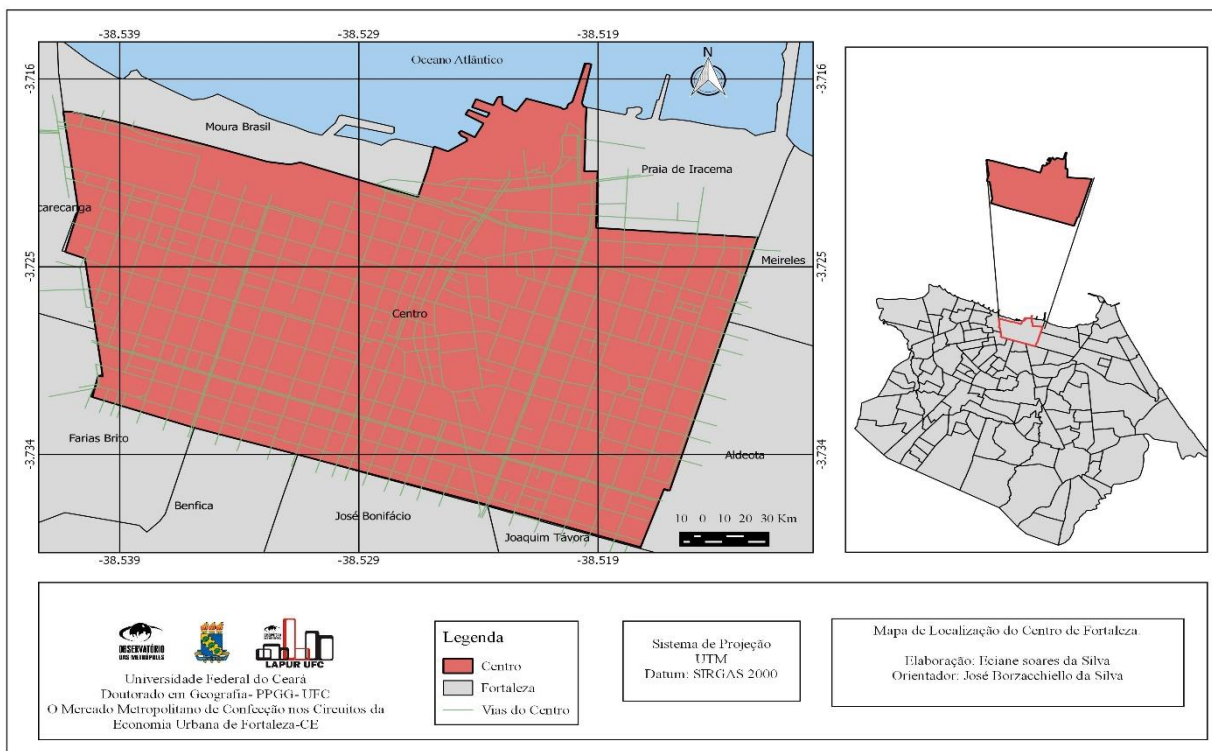 -38.539
-38.529
-38.519
-3.716
-3.716
Oceano Atlântico
N
Moura Brasil
Praia de Iracema
carecanga
Meireles
-3.725
-3.725
Centro
-3.734
-3.734
Farias Brito
Aldeota
Benfica
José Bonifácio
Joaquim Távora
10 0 10 20 30 Km
-38.539
-38.529
-38.519
OBSERVATÓRIO
DAS METRÓPOLES
LAPUR UFC
Universidade Federal do Ceará
Doutorado em Geografia- PPGG- UFC
O Mercado Metropolitano de Confecção nos Circuitos da
Economia Urbana de Fortaleza-CE
Legenda
Centro
Fortaleza
Vias do Centro
Sistema de Projeção
UTM
Datum: SIRGAS 2000
Mapa de Localização do Centro de Fortaleza.
Elaboração: Eciane soares da Silva
Orientador: José Borzacchiello da Silva